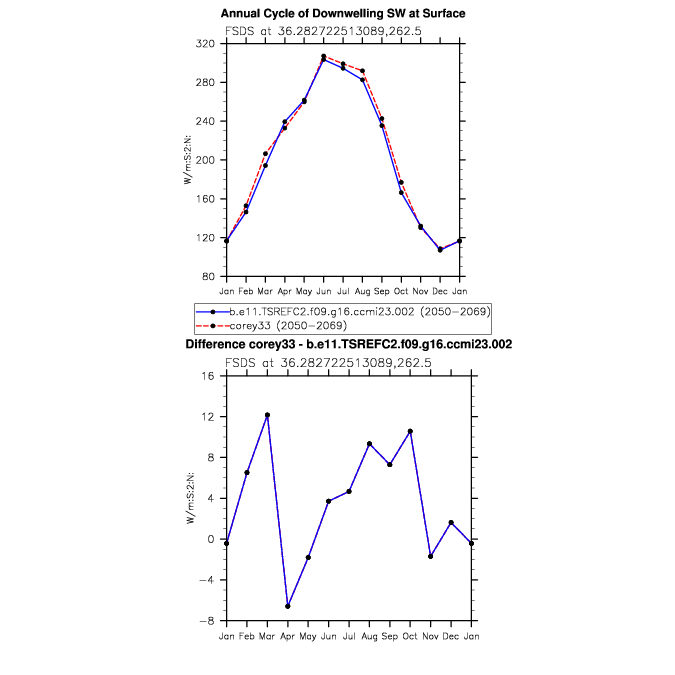 Annual Cycle of Downwelling SW at Surface
FSDS at 36.282722513089,262.5
320
280
240
200
160
120
80
W/m:S:2:N:
Jan Feb Mar Apr May Jun Jul Aug Sep Oct Nov Dec Jan
b.e11.TSREFC2.f09.g16.ccmi23.002 (2050-2069)
corey33 (2050-2069)
Difference corey33 - b.e11.TSREFC2.f09.g16.ccmi23.002
FSDS at 36.282722513089,262.5
16
12
8
4
0
-4
-8
W/m:S:2:N:
Jan Feb Mar Apr May Jun Jul Aug Sep Oct Nov Dec Jan